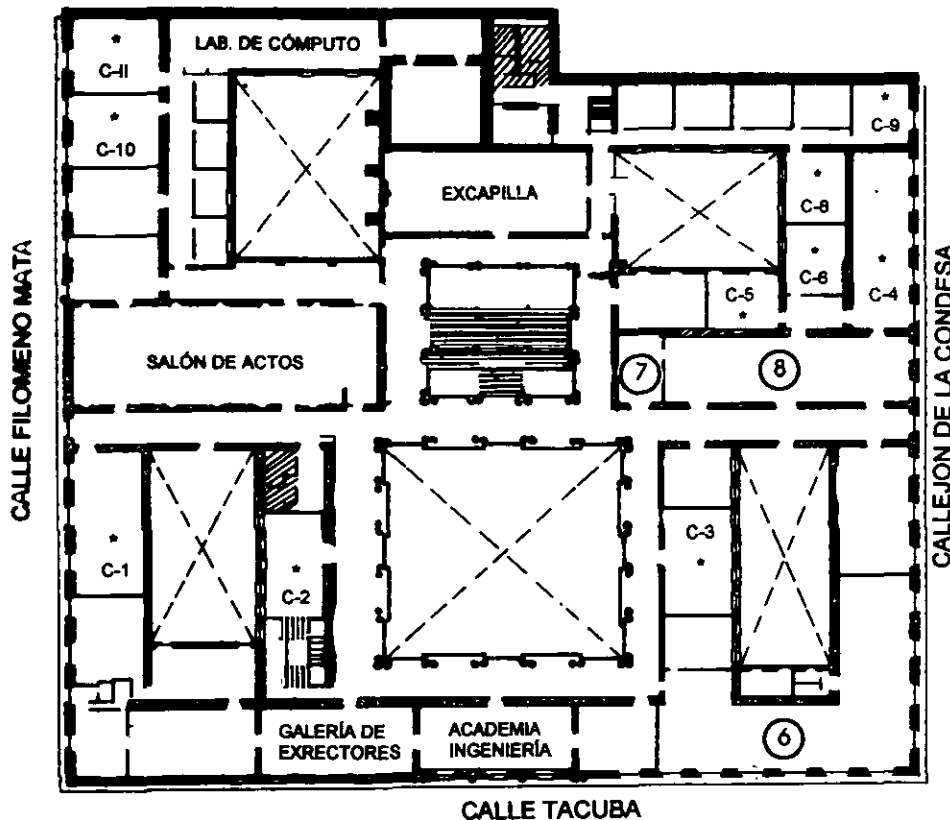 LAB. DE CÓMPUTO
C-II
C-10
C-9
EXCAPILLA
C-8
C-6
C-4
C-5
CALLE FILOMENO MATA
SALÓN DE ACTOS
7
8
CALLEJON DE LA CONDESA
C-1
C-2
C-3
GALERÍA DE
EXRECTORES
ACADEMIA
INGENIERÍA
6
CALLE TACUBA